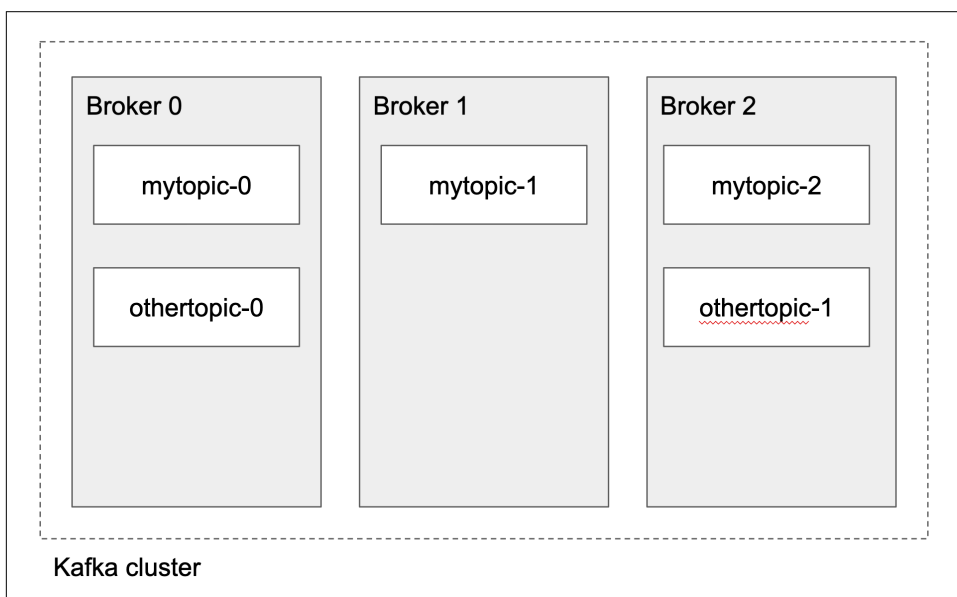 Broker 0
mytopic-0
othertopic-0
Broker 1
mytopic-1
Broker 2
mytopic-2
othertopic-1
Kafka cluster